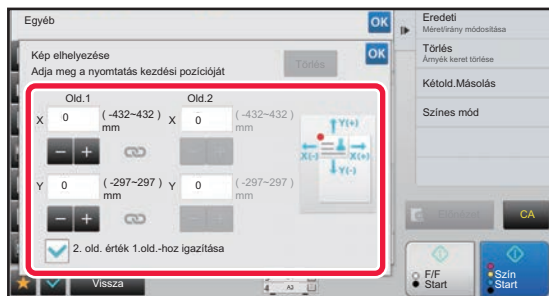 Egyéb
OK
Kép elhelyezése
Adja meg a nyomtatás kezdési pozícióját
Törlés
OK
Old.1
Old.2
X 0 (-432~432) mm
X 0 (-432~432) mm
Y(+)
X(-)
X(+)
Y(-)
Y 0 (-297~297) mm
Y 0 (-297~297) mm
2. old. érték 1.old.-hoz igazítása
Vissza
A3
Eredeti
Méret/irány módosítása
Törlés
Árnyék keret törlése
Kétold.Másolás
Színes mód
Előnézet
CA
F/F
Start
Szín
Start